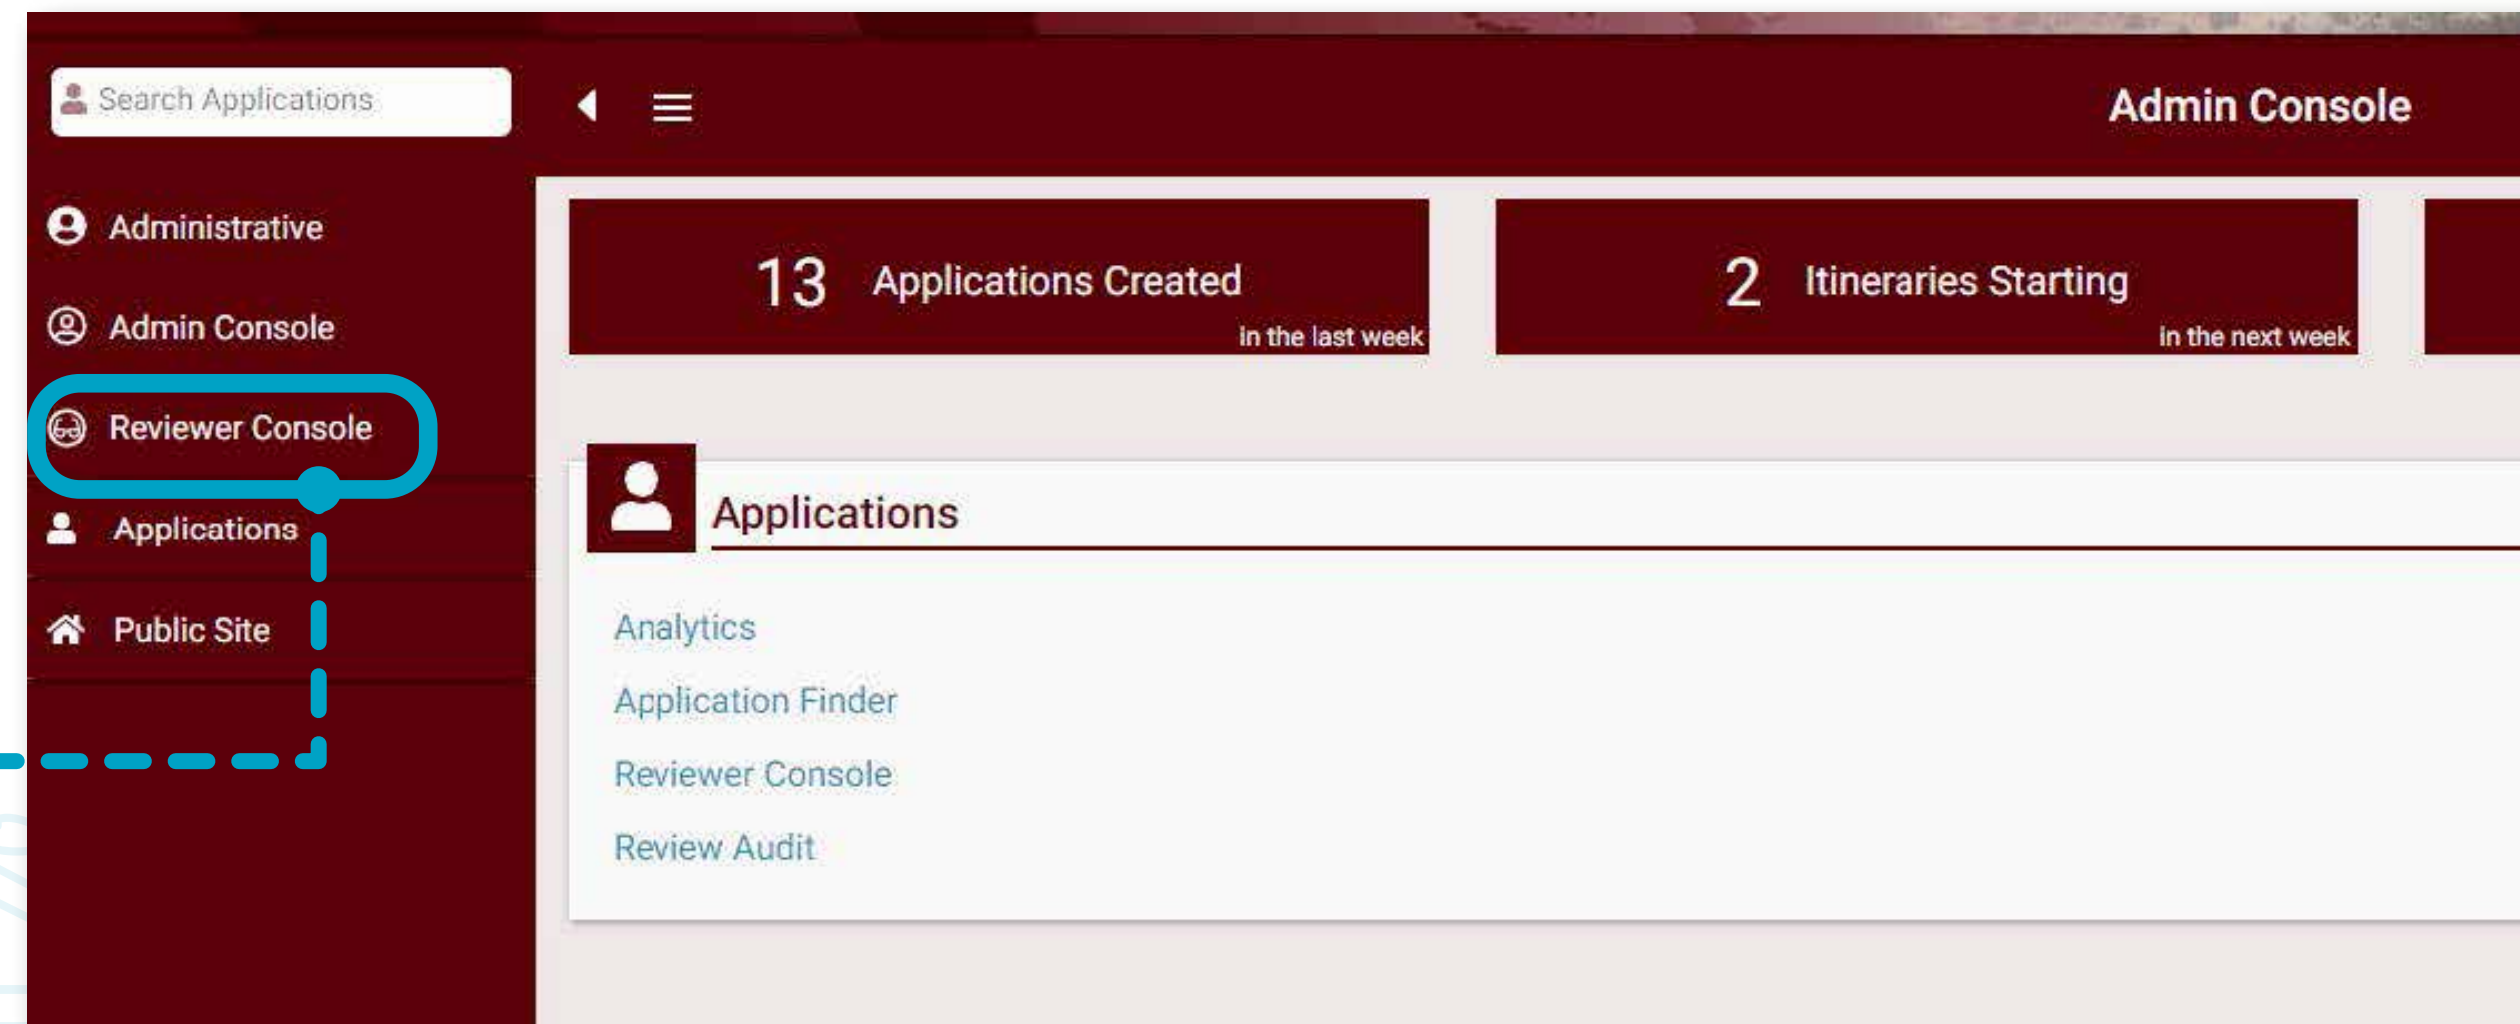 Search Applications
Admin Console
Administrative
Admin Console
Reviewer Console
Applications
Public Site
13 Applications Created
in the last week
2 Itineraries Starting
in the next week
Applications
Analytics
Application Finder
Reviewer Console
Review Audit